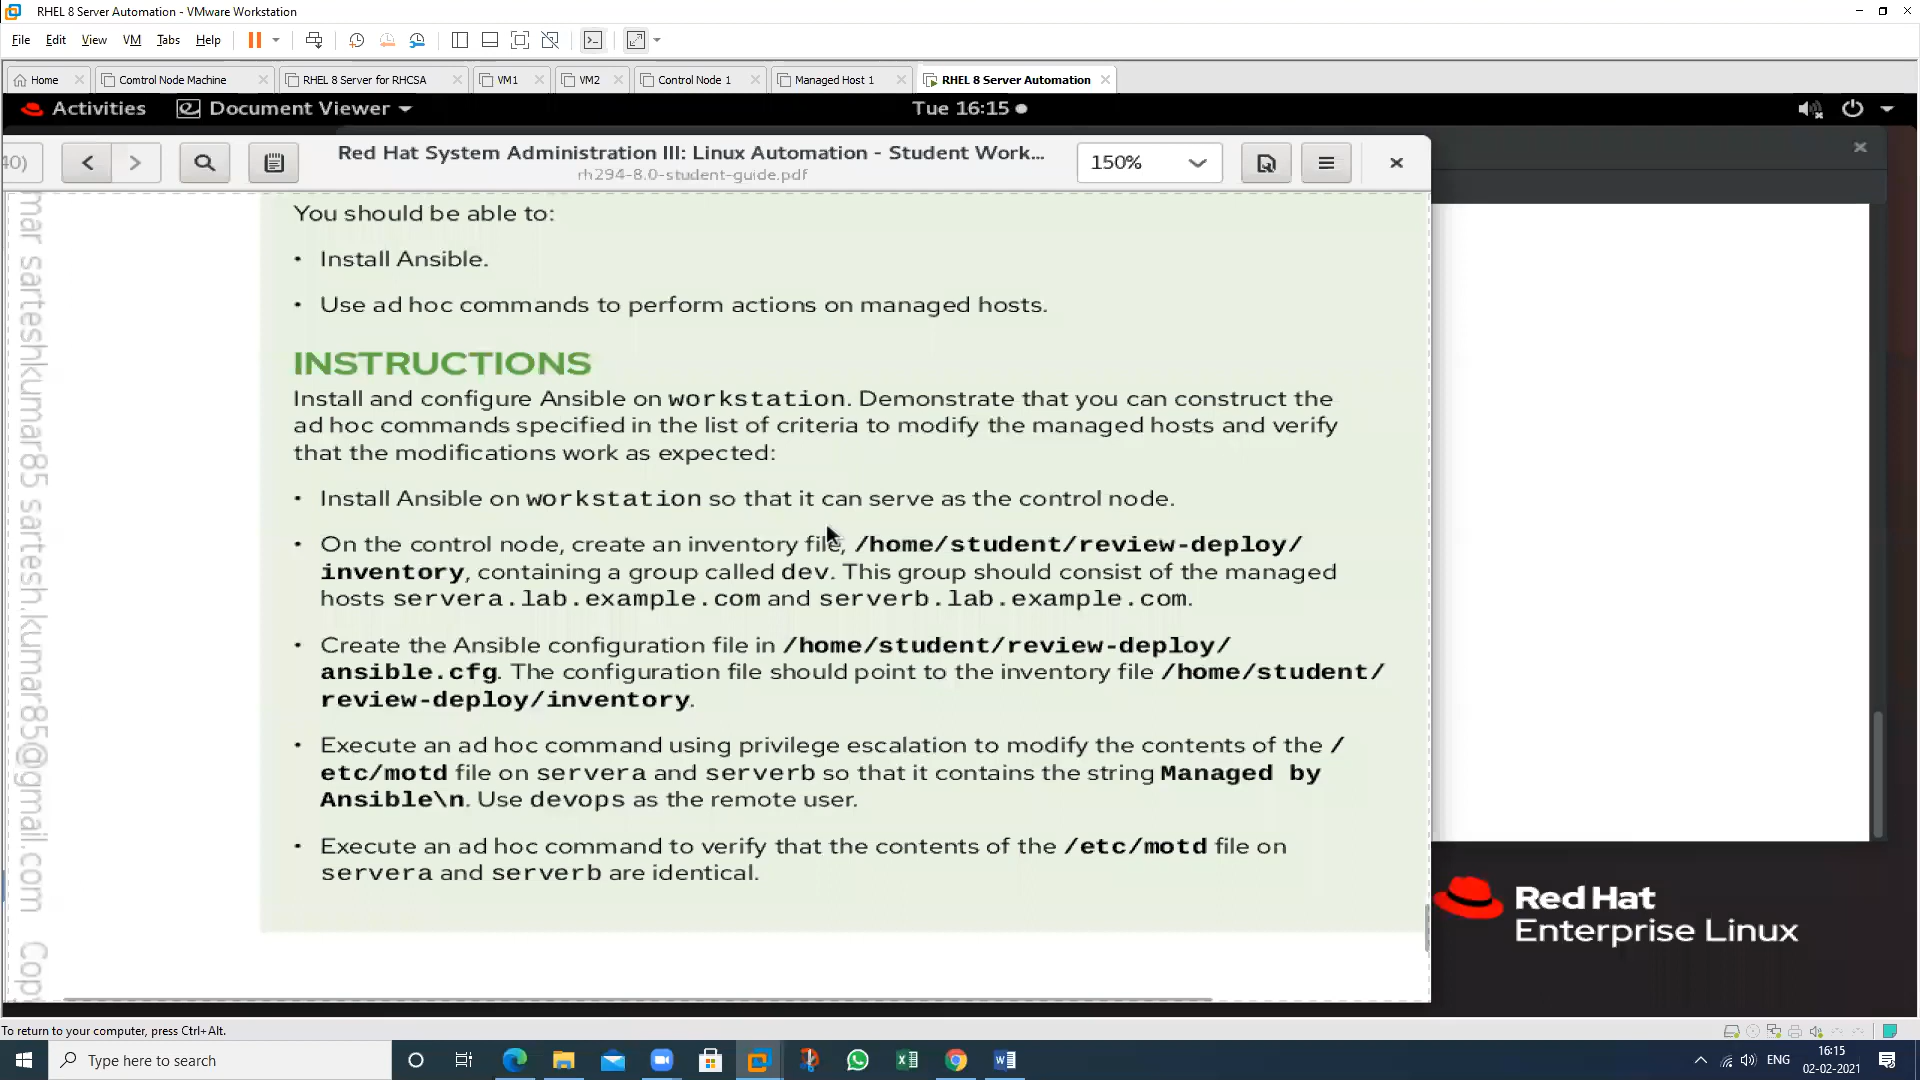 RHEL 8 Server Automation - VMware Workstation
File Edit View VM Tabs Help
Home Comtrol Node Machine RHEL 8 Server for RHCSA VM1 VM2 Control Node 1 Managed Host 1 RHEL 8 Server Automation
Activities Document Viewer Tue 16:15
40) Red Hat System Administration III: Linux Automation - Student Work... 150%
rh294-8.0-student-guide.pdf
You should be able to:
• Install Ansible.
• Use ad hoc commands to perform actions on managed hosts.
INSTRUCTIONS
Install and configure Ansible on workstation. Demonstrate that you can construct the
ad hoc commands specified in the list of criteria to modify the managed hosts and verify
that the modifications work as expected:
• Install Ansible on workstation so that it can serve as the control node.
• On the control node, create an inventory file, /home/student/review-deploy/
inventory, containing a group called dev. This group should consist of the managed
hosts servera.lab.example.com and serverb.lab.example.com.
• Create the Ansible configuration file in /home/student/review-deploy/
ansible.cfg. The configuration file should point to the inventory file /home/student/
review-deploy/inventory.
• Execute an ad hoc command using privilege escalation to modify the contents of the /
etc/motd file on servera and serverb so that it contains the string Managed by
Ansible\n. Use devops as the remote user.
• Execute an ad hoc command to verify that the contents of the /etc/motd file on
servera and serverb are identical.
mar sarteshkumar85 sartesh.kumar85@gmail.com Copy
Red Hat
Enterprise Linux
To return to your computer, press Ctrl+Alt.
Type here to search
ENG 16:15
02-02-2021